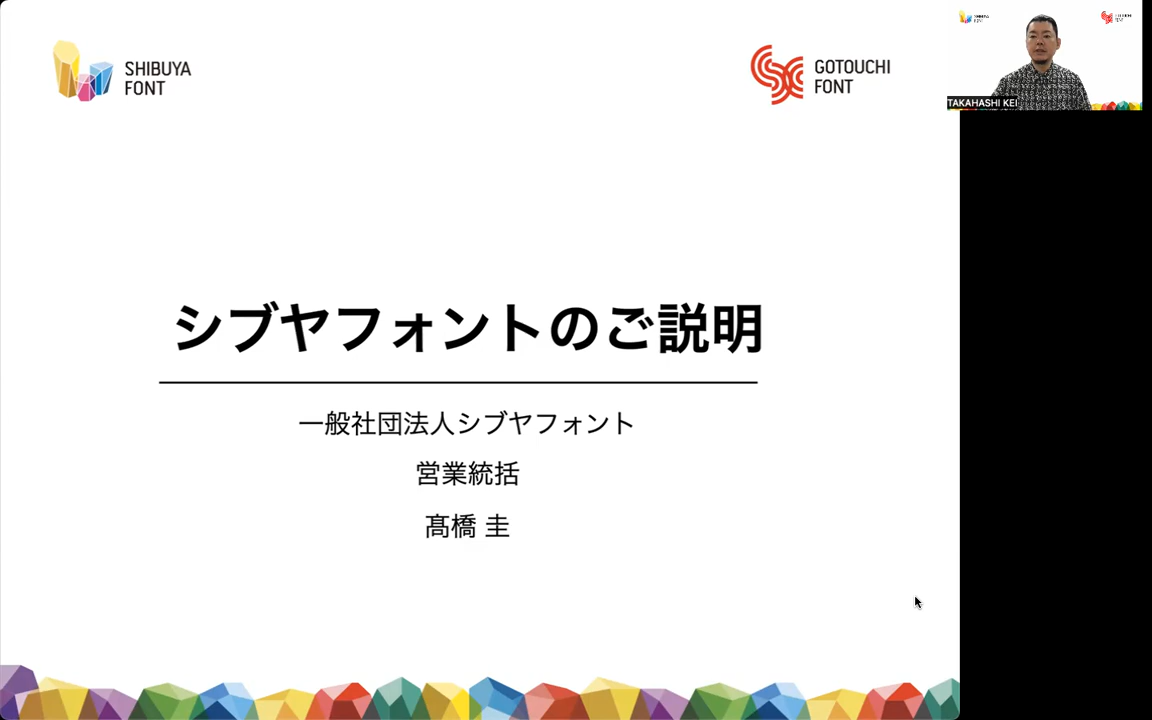 SHIBUYA
FONT
GOTOUCHI
FONT
TAKAHASHI KEI
シブヤフォントのご説明
一般社団法人シブヤフォント
営業統括
髙橋 圭